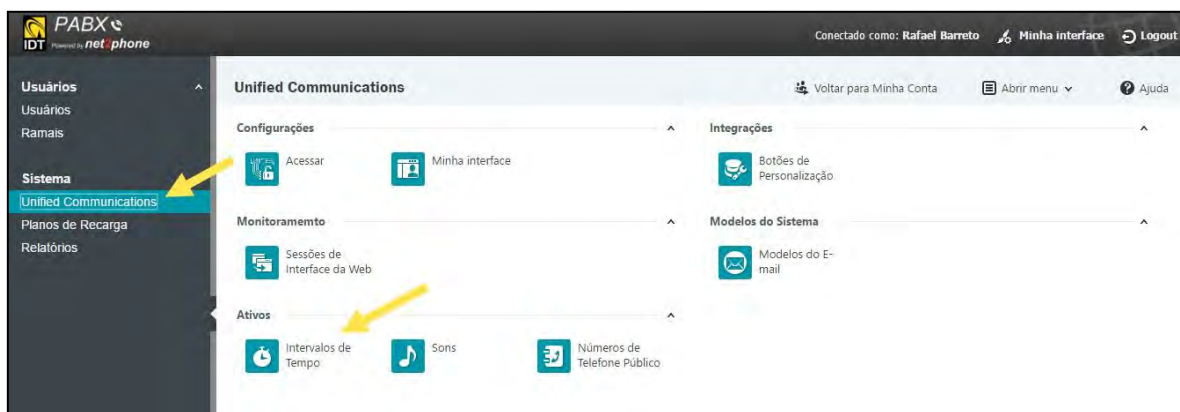 PABX
IDT Powered by net2phone
Conectado como: Rafael Barreto Minha interface Logout
Usuários
Usuários
Ramais
Sistema
Unified Communications
Planos de Recarga
Relatórios
Unified Communications
Voltar para Minha Conta Abrir menu Ajuda
Configurações
Acessar
Minha interface
Integrações
Botões de
Personalização
Monitoramento
Sessões de
Interface da Web
Modelos do Sistema
Modelos do E-
mail
Ativos
Intervalos de
Tempo
Sons
Números de
Telefone Público